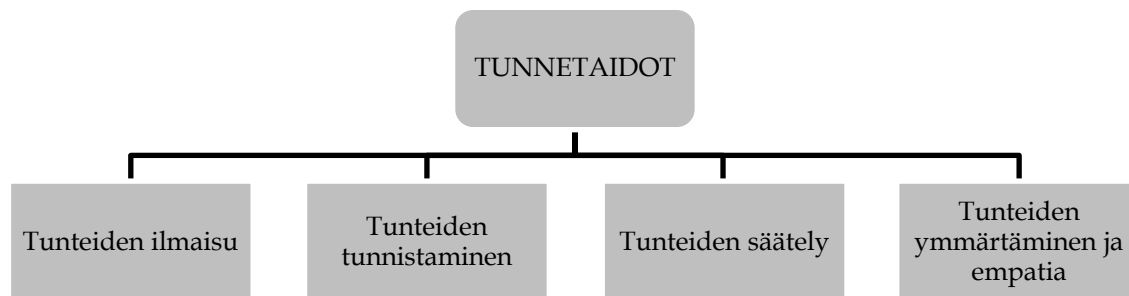 TUNNETAIDOT
Tunteiden ilmaisu
Tunteiden
tunnistaminen
Tunteiden säätely
Tunteiden
ymmärtäminen ja
empatia